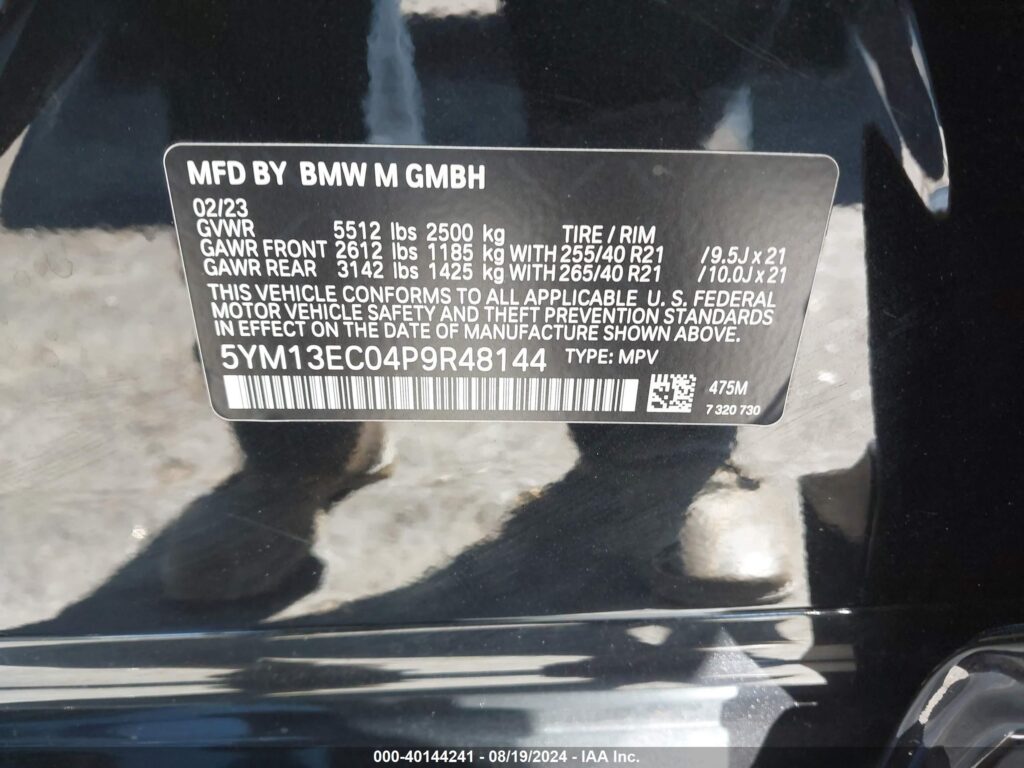 MFD BY BMW M GMBH
02/23
GVWR 5512 lbs 2500 kg TIRE / RIM
GAWR FRONT 2612 lbs 1185 kg WITH 255/40 R21 / 9.5J x 21
GAWR REAR 3142 lbs 1425 kg WITH 265/40 R21 / 10.0J x 21
THIS VEHICLE CONFORMS TO ALL APPLICABLE U. S. FEDERAL
MOTOR VEHICLE SAFETY AND THEFT PREVENTION STANDARDS
IN EFFECT ON THE DATE OF MANUFACTURE SHOWN ABOVE.
5YM13EC04P9R48144 TYPE: MPV
475M
7 320 730
000-40144241 - 08/19/2024 - IAA Inc.